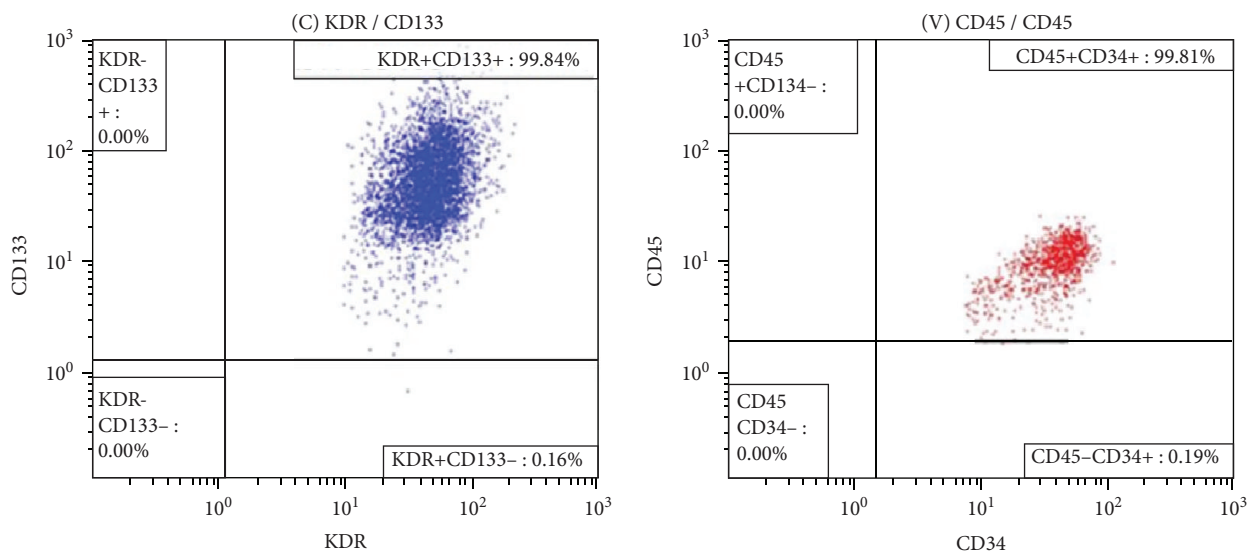 (C) KDR / CD133
10³
10²
10¹
10⁰
CD133
KDR-
CD133
+ :
0.00%
KDR+CD133+ : 99.84%
KDR-
CD133– :
0.00%
KDR+CD133– : 0.16%
10⁰
10¹
10²
10³
KDR
(V) CD45 / CD45
10³
10²
10¹
10⁰
CD45
CD45
+CD134– :
0.00%
CD45+CD34+ : 99.81%
CD45
CD34– :
0.00%
CD45–CD34+ : 0.19%
10⁰
10¹
10²
10³
CD34